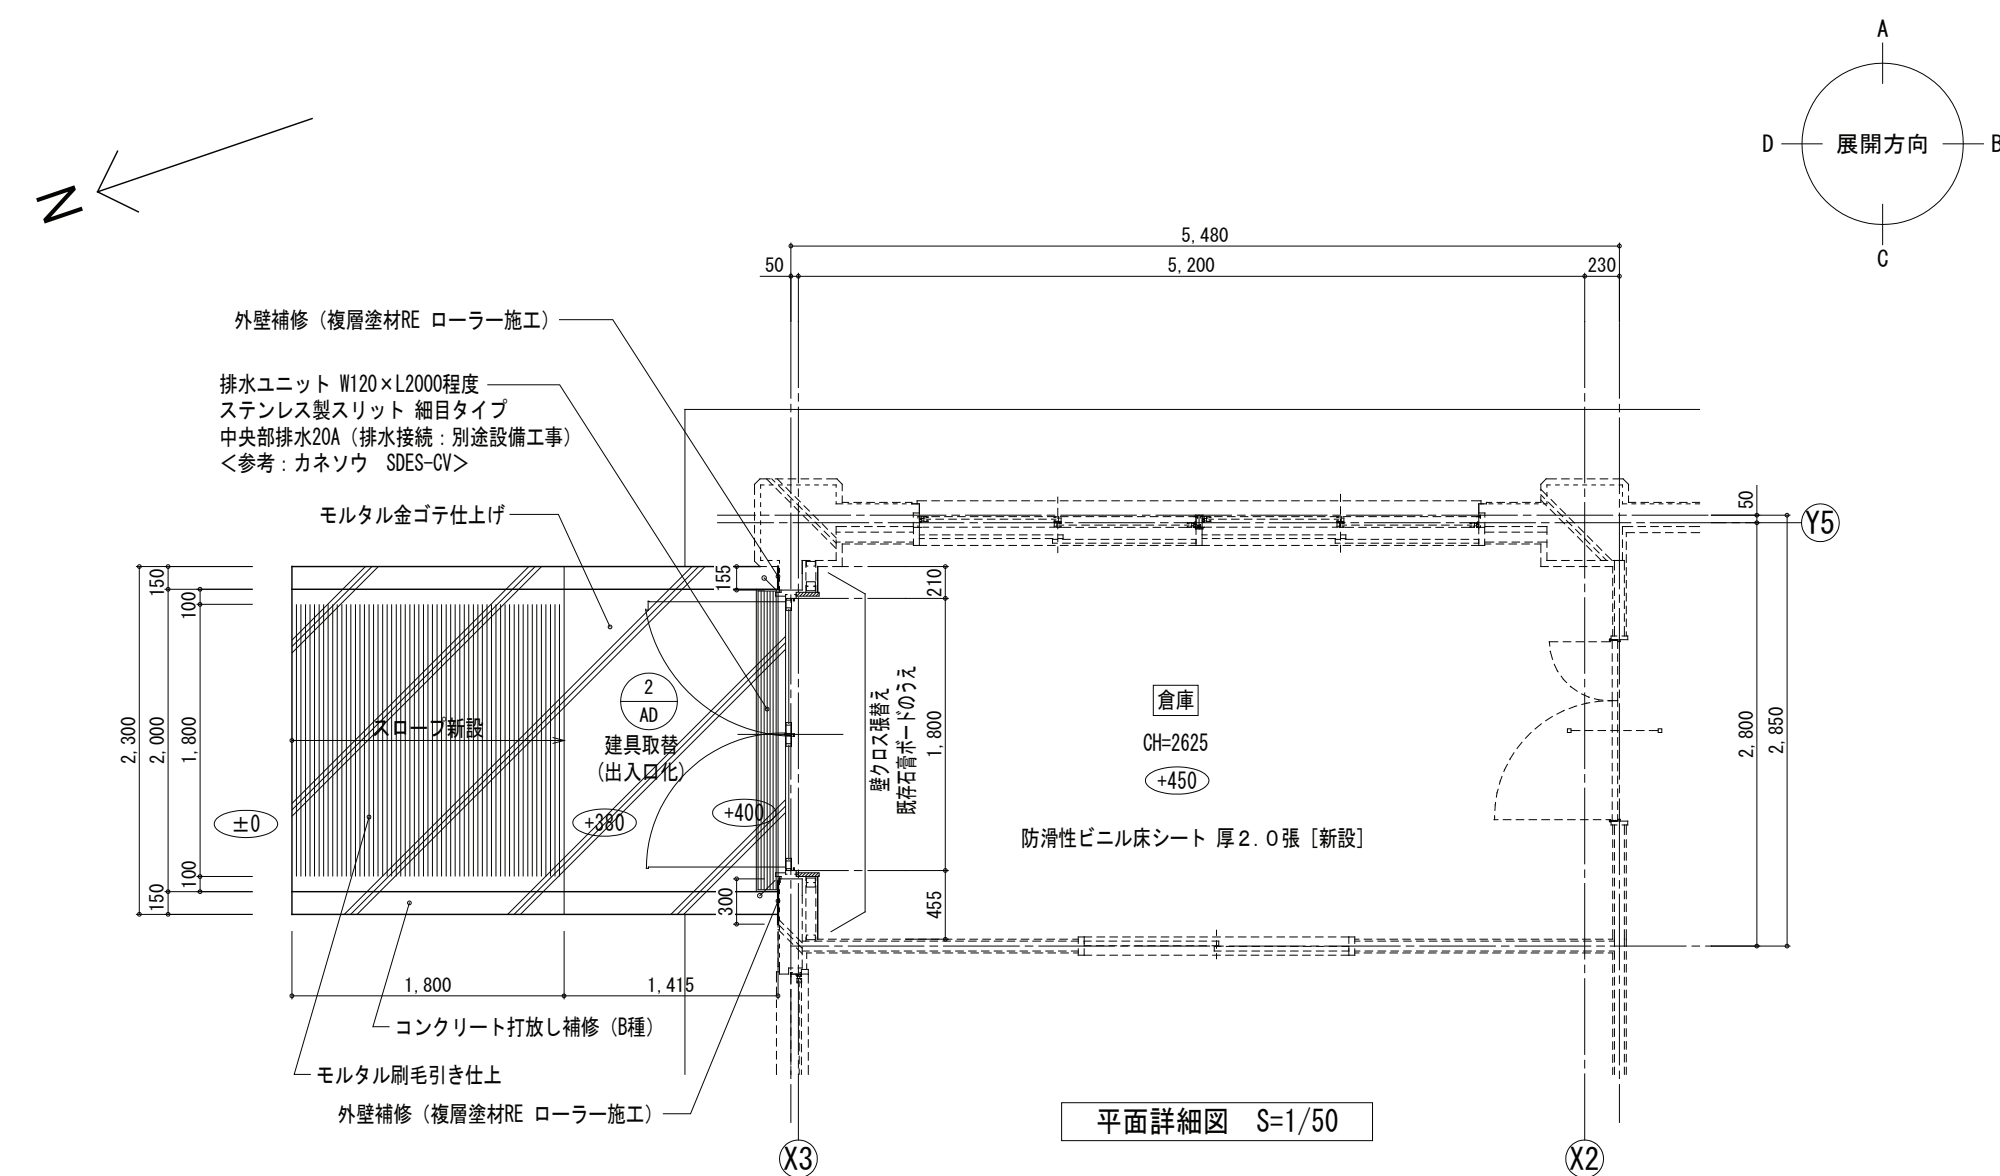 A
D
展開方向
B
C
N
5,480
50
5,200
230
外壁補修（複層塗材RE ローラー施工）
排水ユニット W120×L2000程度
ステンレス製スリット 細目タイプ
中央部排水20A（排水接続：別途設備工事）
＜参考：カネソウ　SDES-CV＞
モルタル金ゴテ仕上げ
50
Y5
150
100
155
210
2,300
2,000
1,800
スロープ新設
2
AD
建具取替
(出入口化)
壁クロス張替え
既存石膏ボードのうえ
1,800
倉庫
CH=2625
+450
2,800
2,850
±0
+380
+400
防滑性ビニル床シート 厚2.0張［新設］
100
150
300
455
1,800
1,415
コンクリート打放し補修（B種）
モルタル刷毛引き仕上
外壁補修（複層塗材RE ローラー施工）
平面詳細図　S=1/50
X3
X2